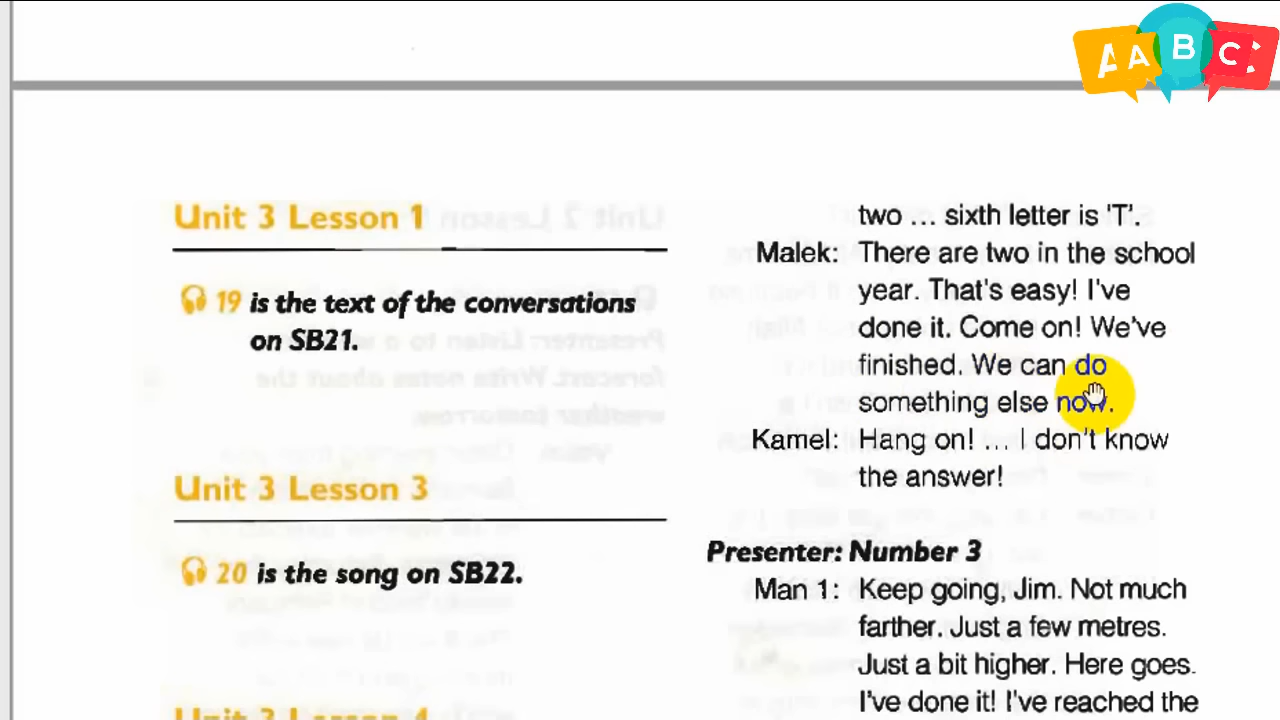 A A B C
Unit 3 Lesson 1
19 is the text of the conversations
on SB21.
Unit 3 Lesson 3
20 is the song on SB22.
Unit 3 Lesson 4
two ... sixth letter is 'T'.
Malek: There are two in the school
year. That's easy! I've
done it. Come on! We've
finished. We can do
something else now.
Kamel: Hang on! ... I don't know
the answer!
Presenter: Number 3
Man 1: Keep going, Jim. Not much
farther. Just a few metres.
Just a bit higher. Here goes.
I've done it! I've reached the